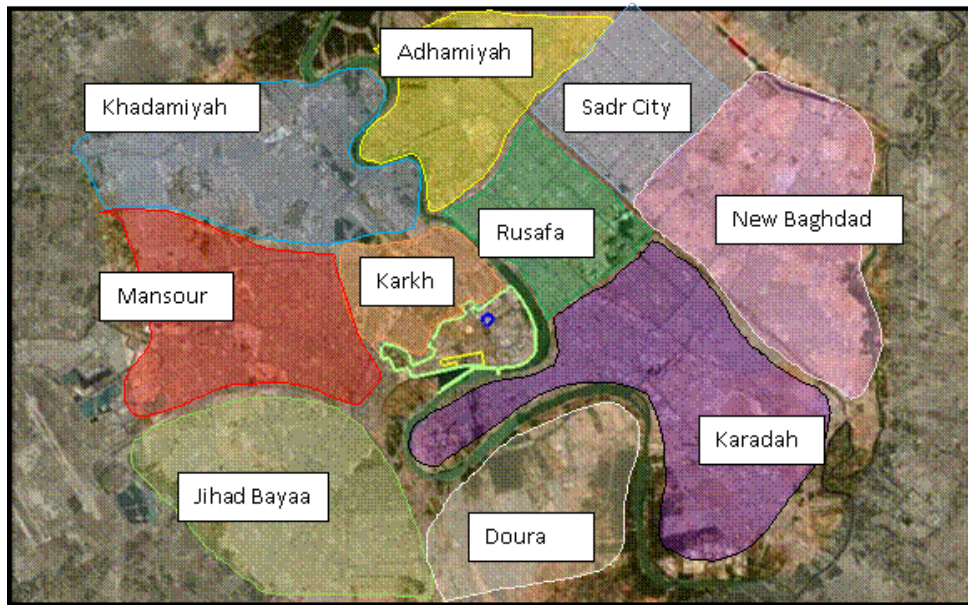 Adhamiyah
Khadamiyah
Sadr City
New Baghdad
Rusafa
Karkh
Mansour
Karadah
Jihad Bayaa
Doura